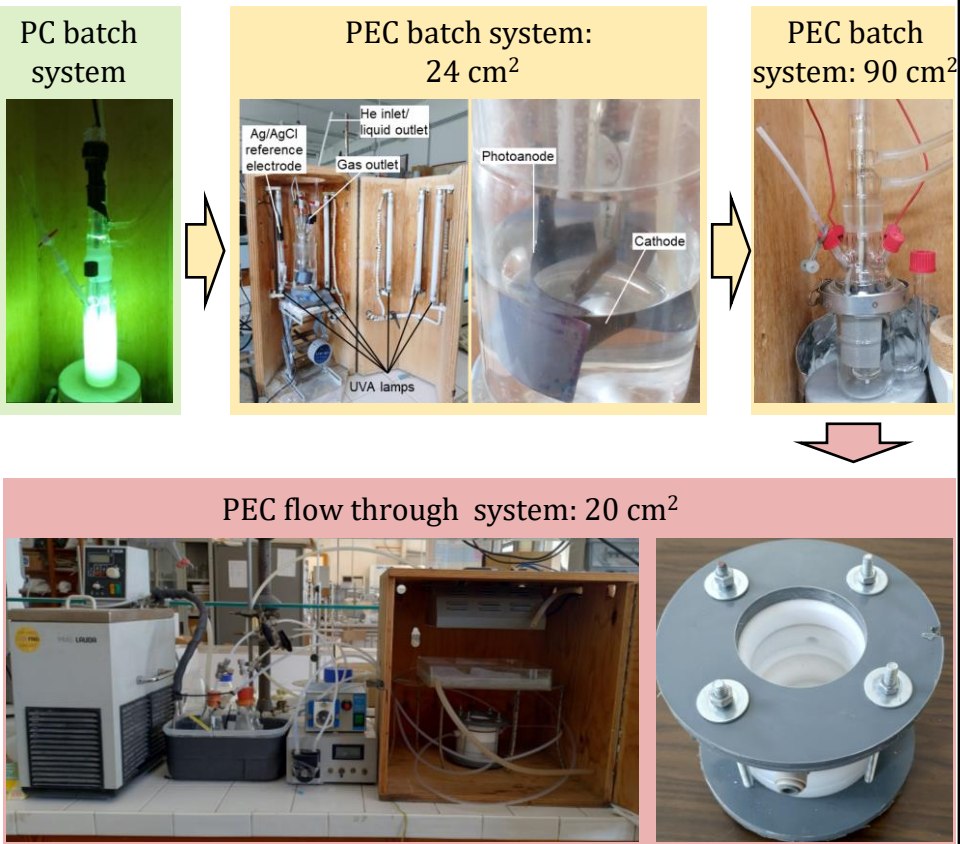 PC batch
system
PEC batch system:
24 cm²
PEC batch
system: 90 cm²
Ag/AgCl
reference
electrode
He inlet/
liquid outlet
Gas outlet
UVA lamps
Photoanode
Cathode
PEC flow through system: 20 cm²
LAUDA